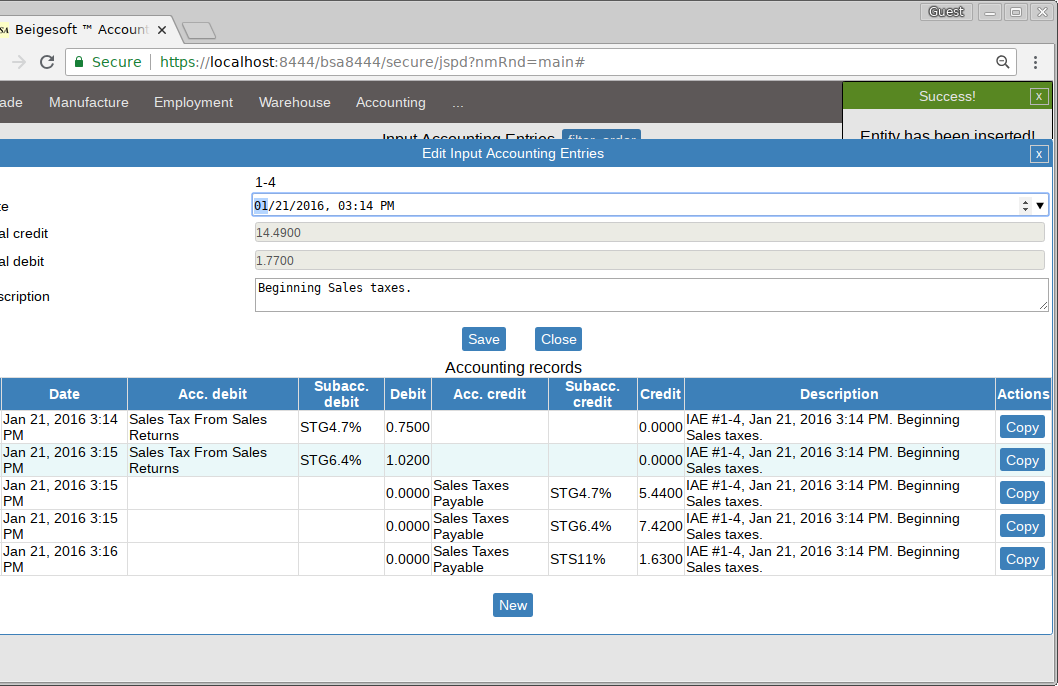 Guest
SA Beigesoft ™ Account
Secure https://localhost:8444/bsa8444/secure/jspd?nmRnd=main#
ade Manufacture Employment Warehouse Accounting ...
Success! x
Input Accounting Entries filter, order
Entity has been inserted!
Edit Input Accounting Entries x
1-4
te 01/21/2016, 03:14 PM
al credit 14.4900
al debit 1.7700
scription Beginning Sales taxes.
Save Close
Accounting records
Date Acc. debit Subacc. debit Debit Acc. credit Subacc. credit Credit Description Actions
Jan 21, 2016 3:14 PM Sales Tax From Sales Returns STG4.7% 0.7500 0.0000 IAE #1-4, Jan 21, 2016 3:14 PM. Beginning Sales taxes. Copy
Jan 21, 2016 3:15 PM Sales Tax From Sales Returns STG6.4% 1.0200 0.0000 IAE #1-4, Jan 21, 2016 3:14 PM. Beginning Sales taxes. Copy
Jan 21, 2016 3:15 PM 0.0000 Sales Taxes Payable STG4.7% 5.4400 IAE #1-4, Jan 21, 2016 3:14 PM. Beginning Sales taxes. Copy
Jan 21, 2016 3:15 PM 0.0000 Sales Taxes Payable STG6.4% 7.4200 IAE #1-4, Jan 21, 2016 3:14 PM. Beginning Sales taxes. Copy
Jan 21, 2016 3:16 PM 0.0000 Sales Taxes Payable STS11% 1.6300 IAE #1-4, Jan 21, 2016 3:14 PM. Beginning Sales taxes. Copy
New